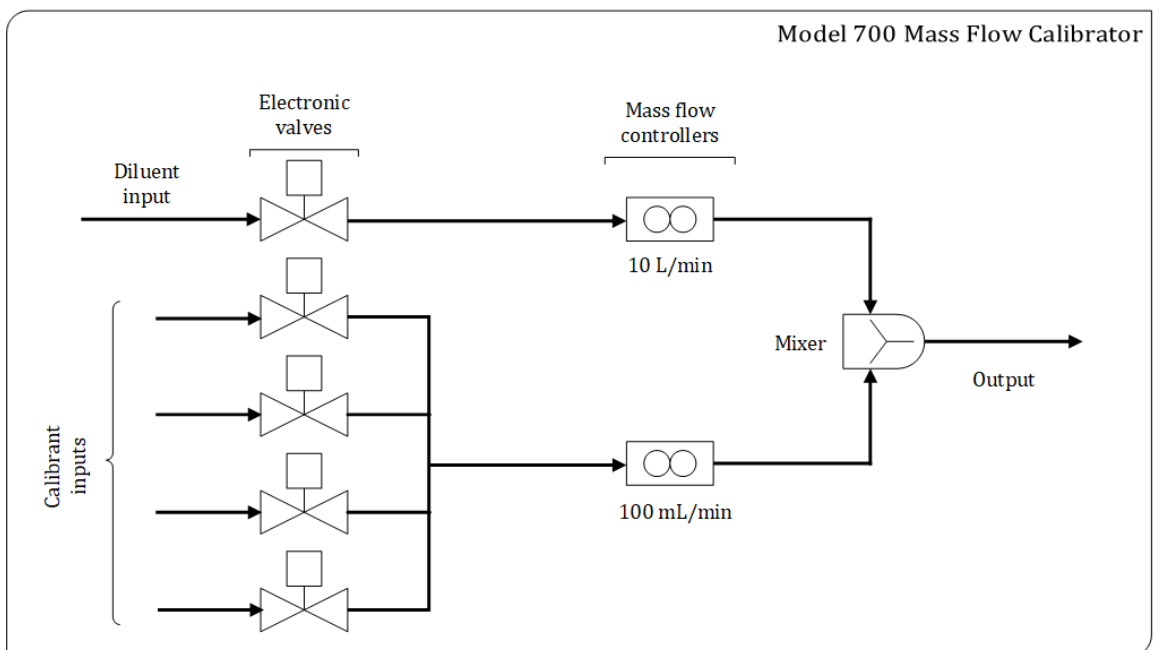 Model 700 Mass Flow Calibrator
Electronic
valves
Mass flow
controllers
Diluent
input
10 L/min
Mixer
Output
Calibrant
inputs
100 mL/min